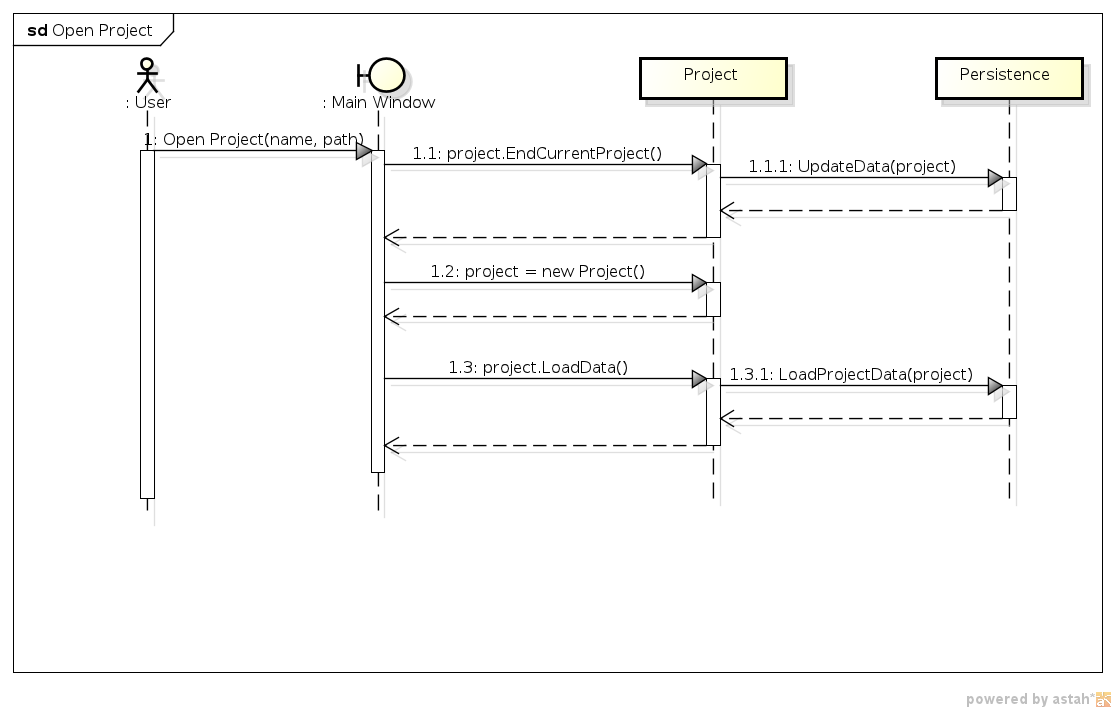 sd Open Project
: User
: Main Window
Project
Persistence
1: Open Project(name, path)
1.1: project.EndCurrentProject()
1.1.1: UpdateData(project)
1.2: project = new Project()
1.3: project.LoadData()
1.3.1: LoadProjectData(project)
powered by astah*